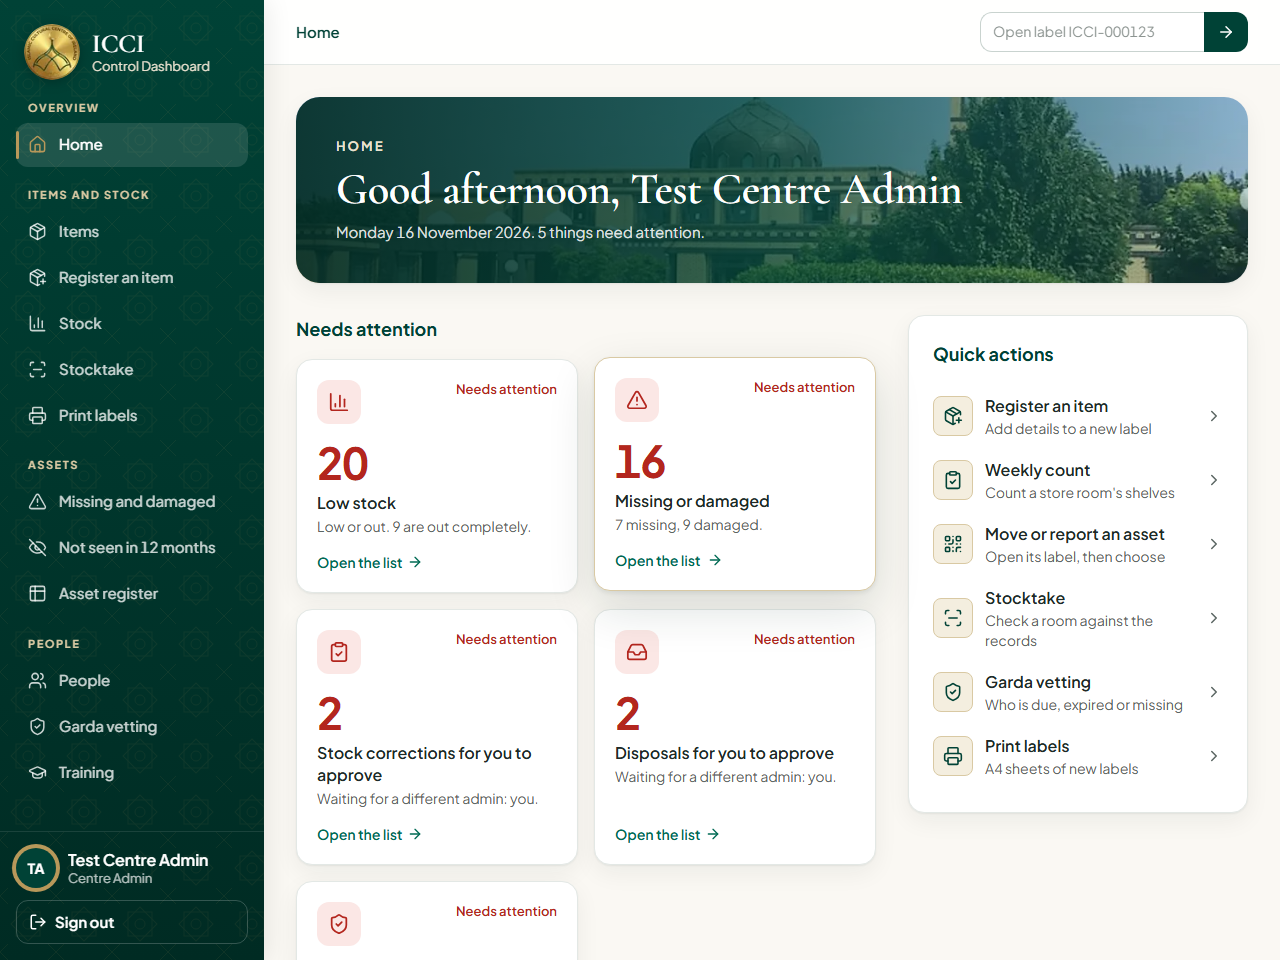 ICCI
Control Dashboard
OVERVIEW
Home
ITEMS AND STOCK
Items
Register an item
Stock
Stocktake
Print labels
ASSETS
Missing and damaged
Not seen in 12 months
Asset register
PEOPLE
People
Garda vetting
Training
TA
Test Centre Admin
Centre Admin
Sign out
Home
Open label ICCI-000123
HOME
Good afternoon, Test Centre Admin
Monday 16 November 2026. 5 things need attention.
Needs attention
Needs attention
20
Low stock
Low or out. 9 are out completely.
Open the list
Needs attention
16
Missing or damaged
7 missing, 9 damaged.
Open the list
Needs attention
2
Stock corrections for you to
approve
Waiting for a different admin: you.
Open the list
Needs attention
2
Disposals for you to approve
Waiting for a different admin: you.
Open the list
Needs attention
Quick actions
Register an item
Add details to a new label
Weekly count
Count a store room's shelves
Move or report an asset
Open its label, then choose
Stocktake
Check a room against the
records
Garda vetting
Who is due, expired or missing
Print labels
A4 sheets of new labels